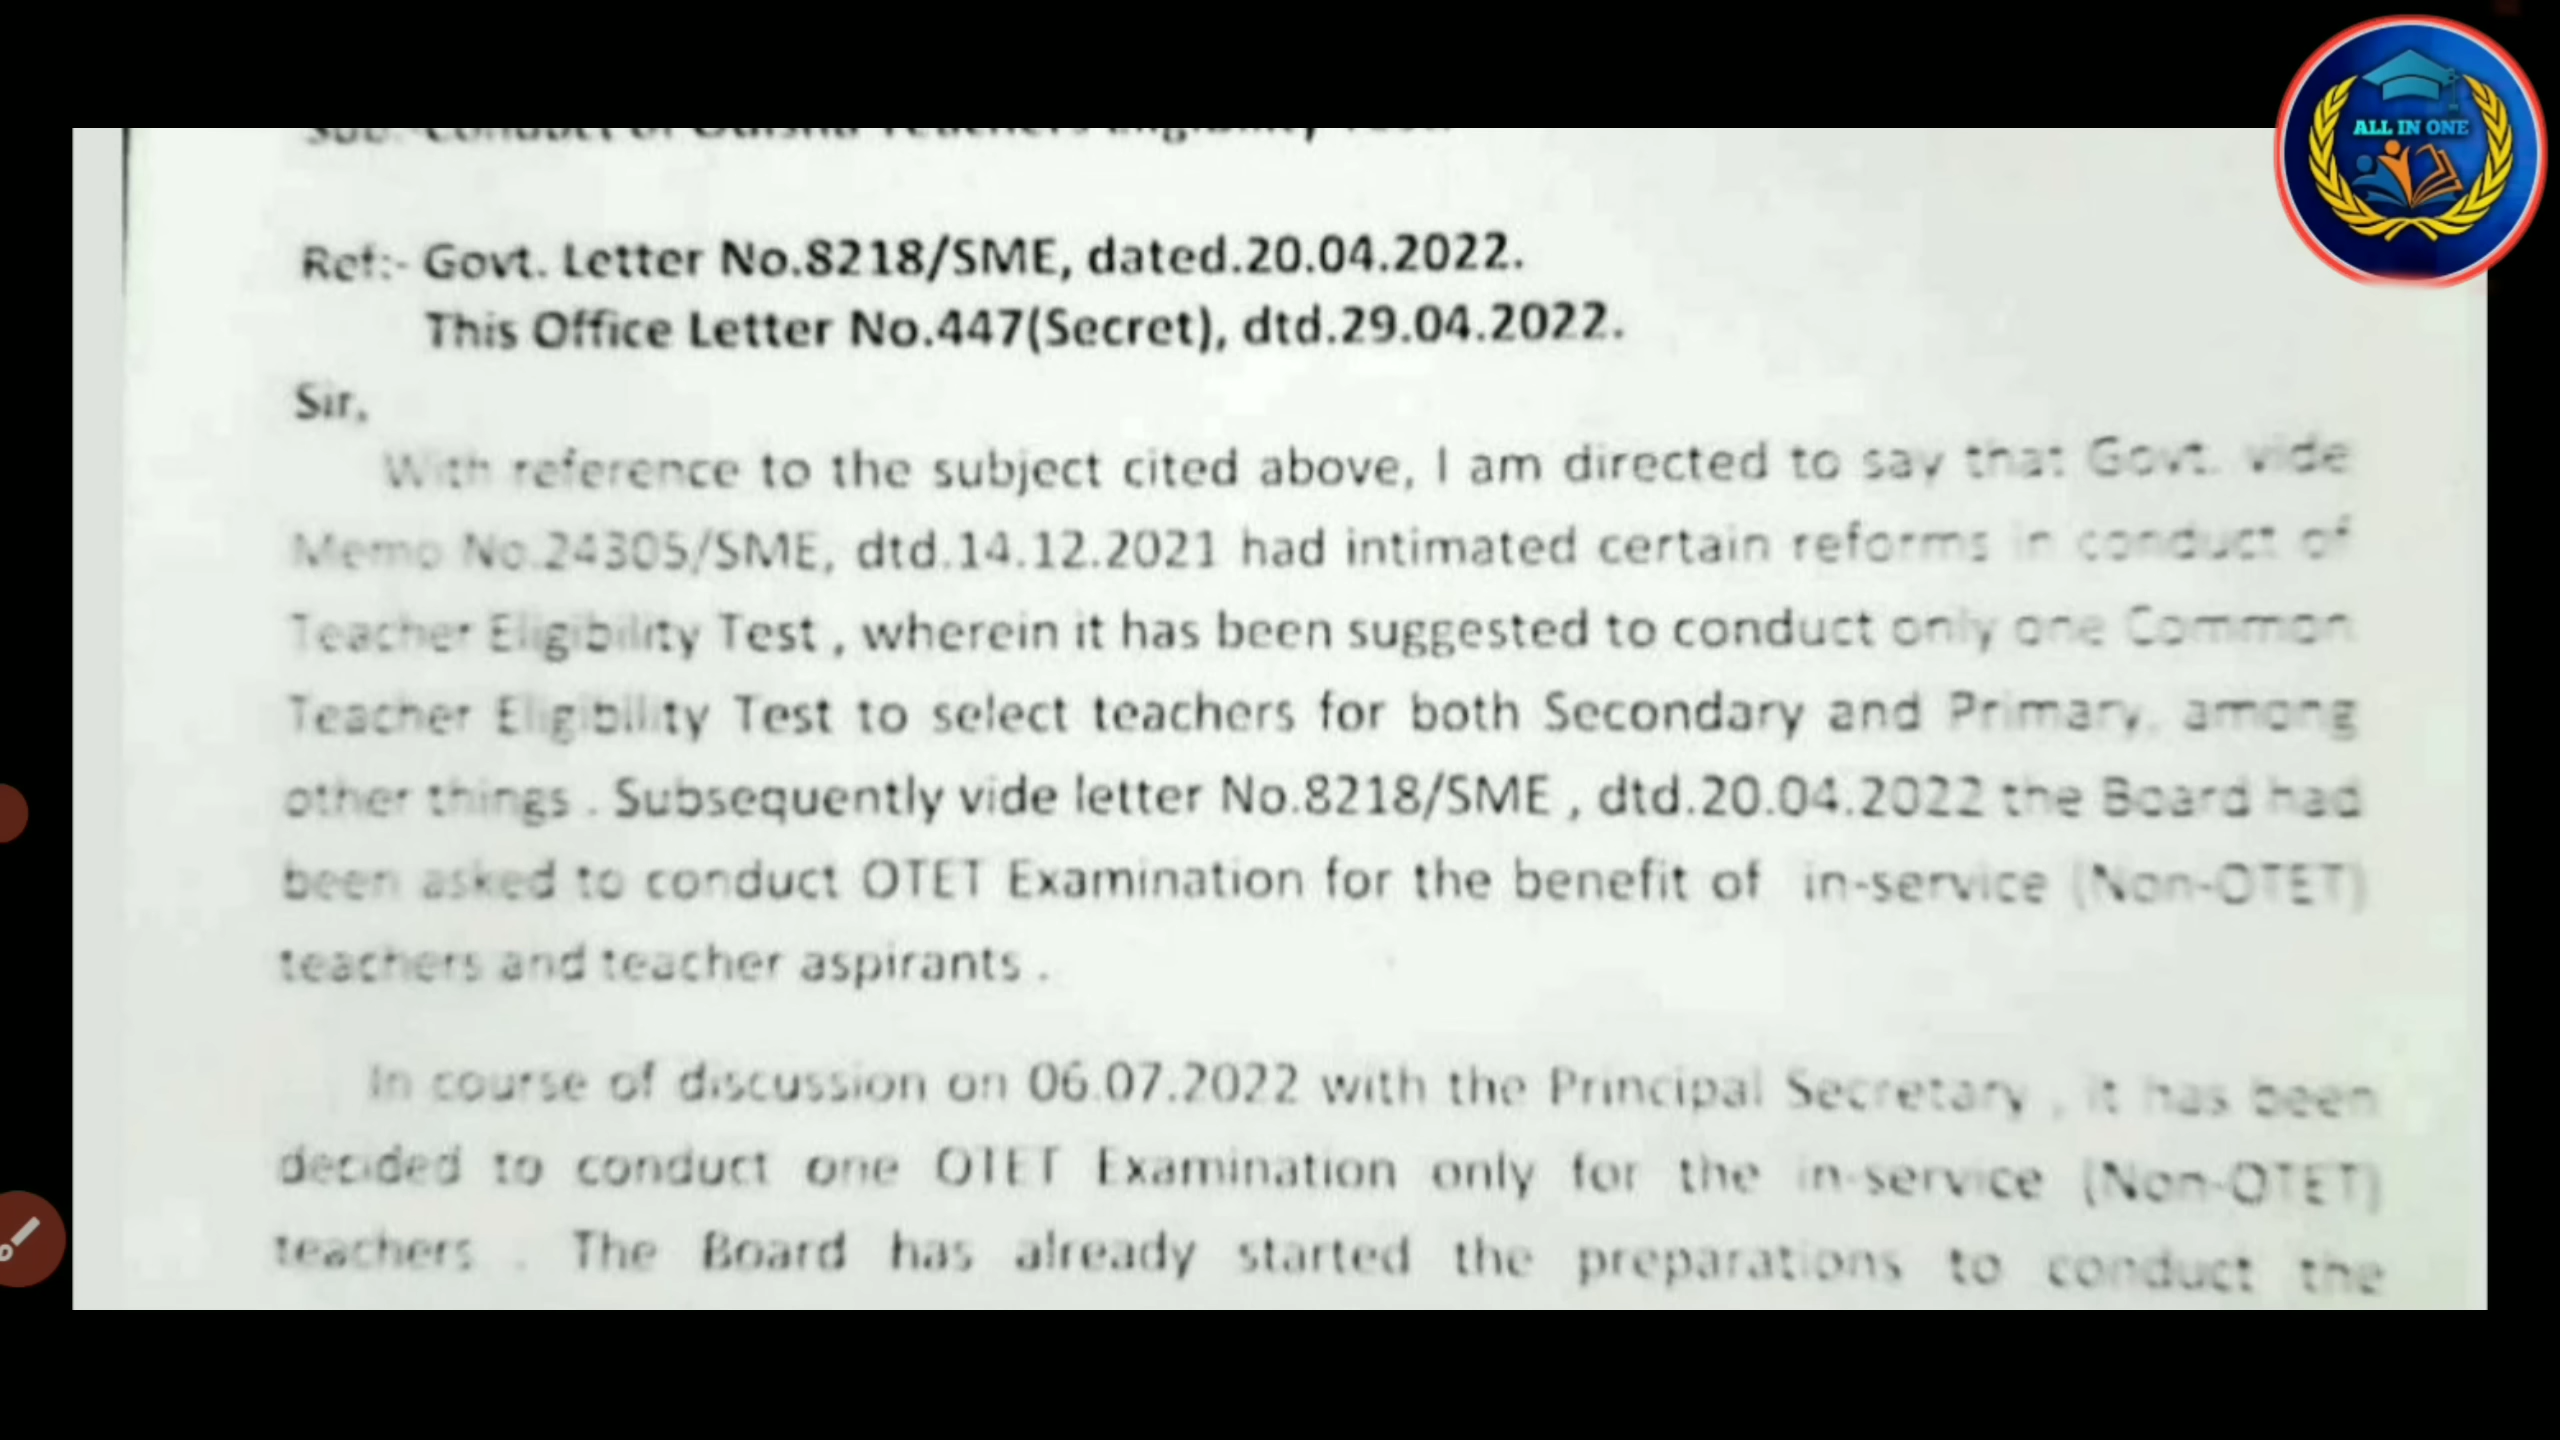 Sub:-Conduct of Odisha Teachers Eligibility Test.
ALL IN ONE
Ref:- Govt. Letter No.8218/SME, dated.20.04.2022.
This Office Letter No.447(Secret), dtd.29.04.2022.
Sir,
With reference to the subject cited above, I am directed to say that Govt. vide
Memo No.24305/SME, dtd.14.12.2021 had intimated certain reforms in conduct of
Teacher Eligibility Test , wherein it has been suggested to conduct only one Common
Teacher Eligibility Test to select teachers for both Secondary and Primary, among
other things . Subsequently vide letter No.8218/SME , dtd.20.04.2022 the Board had
been asked to conduct OTET Examination for the benefit of in-service (Non-OTET)
teachers and teacher aspirants .
In course of discussion on 06.07.2022 with the Principal Secretary , it has been
decided to conduct one OTET Examination only for the in-service (Non-OTET)
teachers . The Board has already started the preparations to conduct the